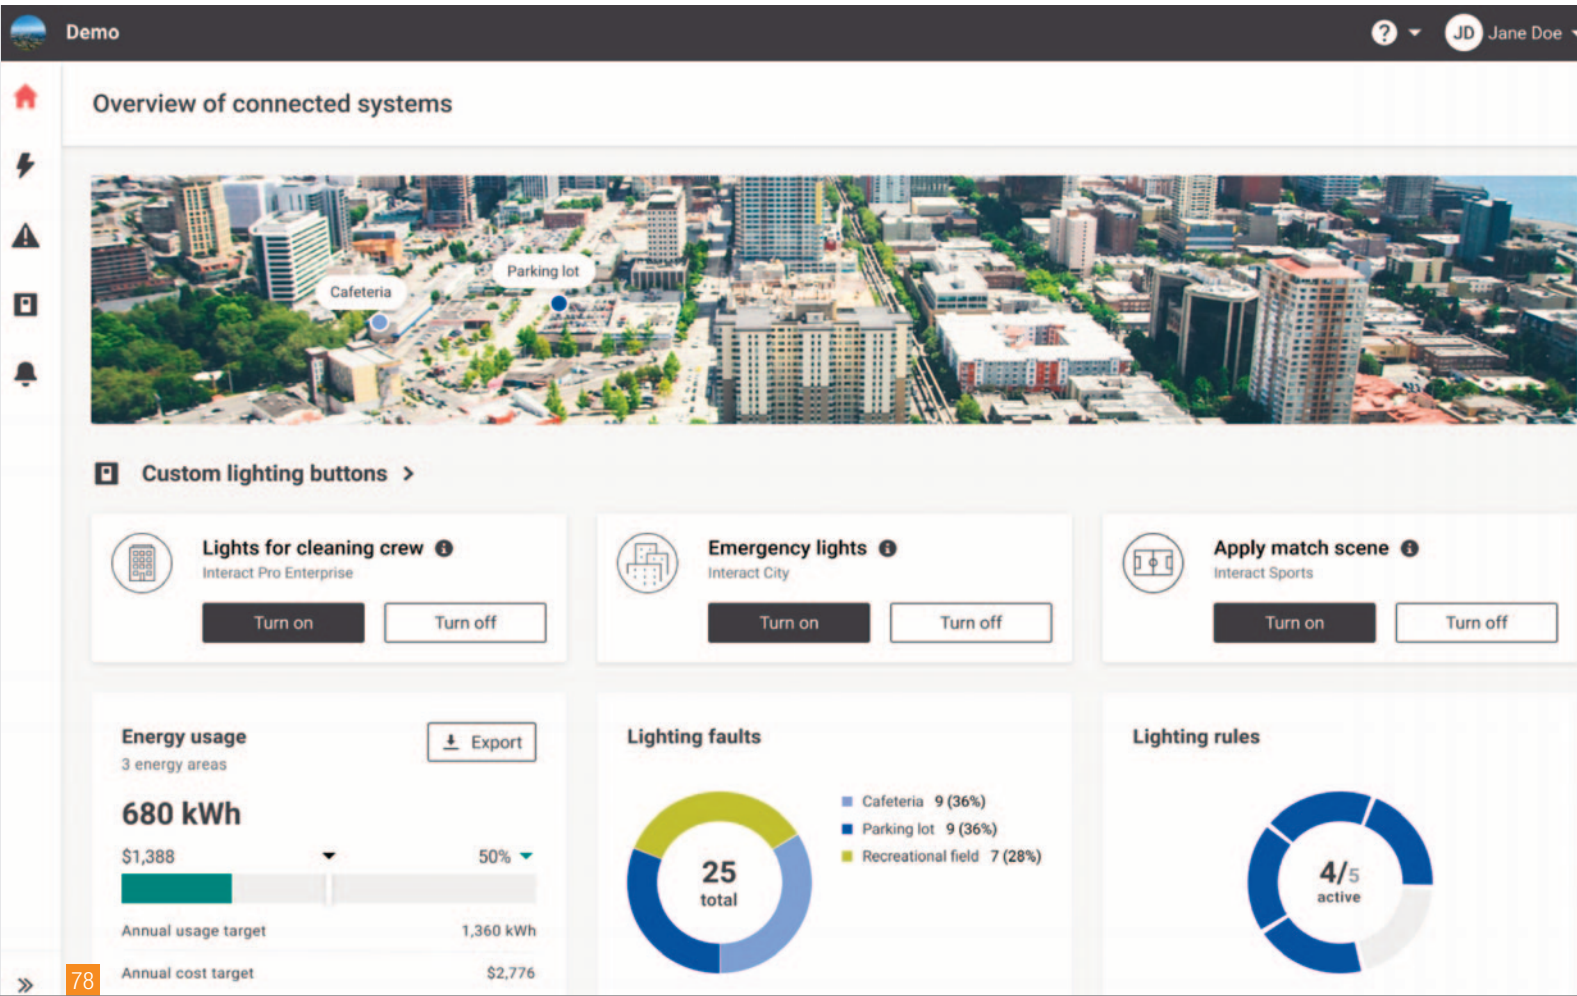 Demo
? JD Jane Doe
Overview of connected systems
Parking lot
Cafeteria
Custom lighting buttons >
Lights for cleaning crew
Interact Pro Enterprise
Turn on Turn off
Emergency lights
Interact City
Turn on Turn off
Apply match scene
Interact Sports
Turn on Turn off
Energy usage
3 energy areas
Export
680 kWh
$1,388 50%
Annual usage target 1,360 kWh
Annual cost target $2,776
Lighting faults
25
total
Cafeteria 9 (36%)
Parking lot 9 (36%)
Recreational field 7 (28%)
Lighting rules
4/5
active
78